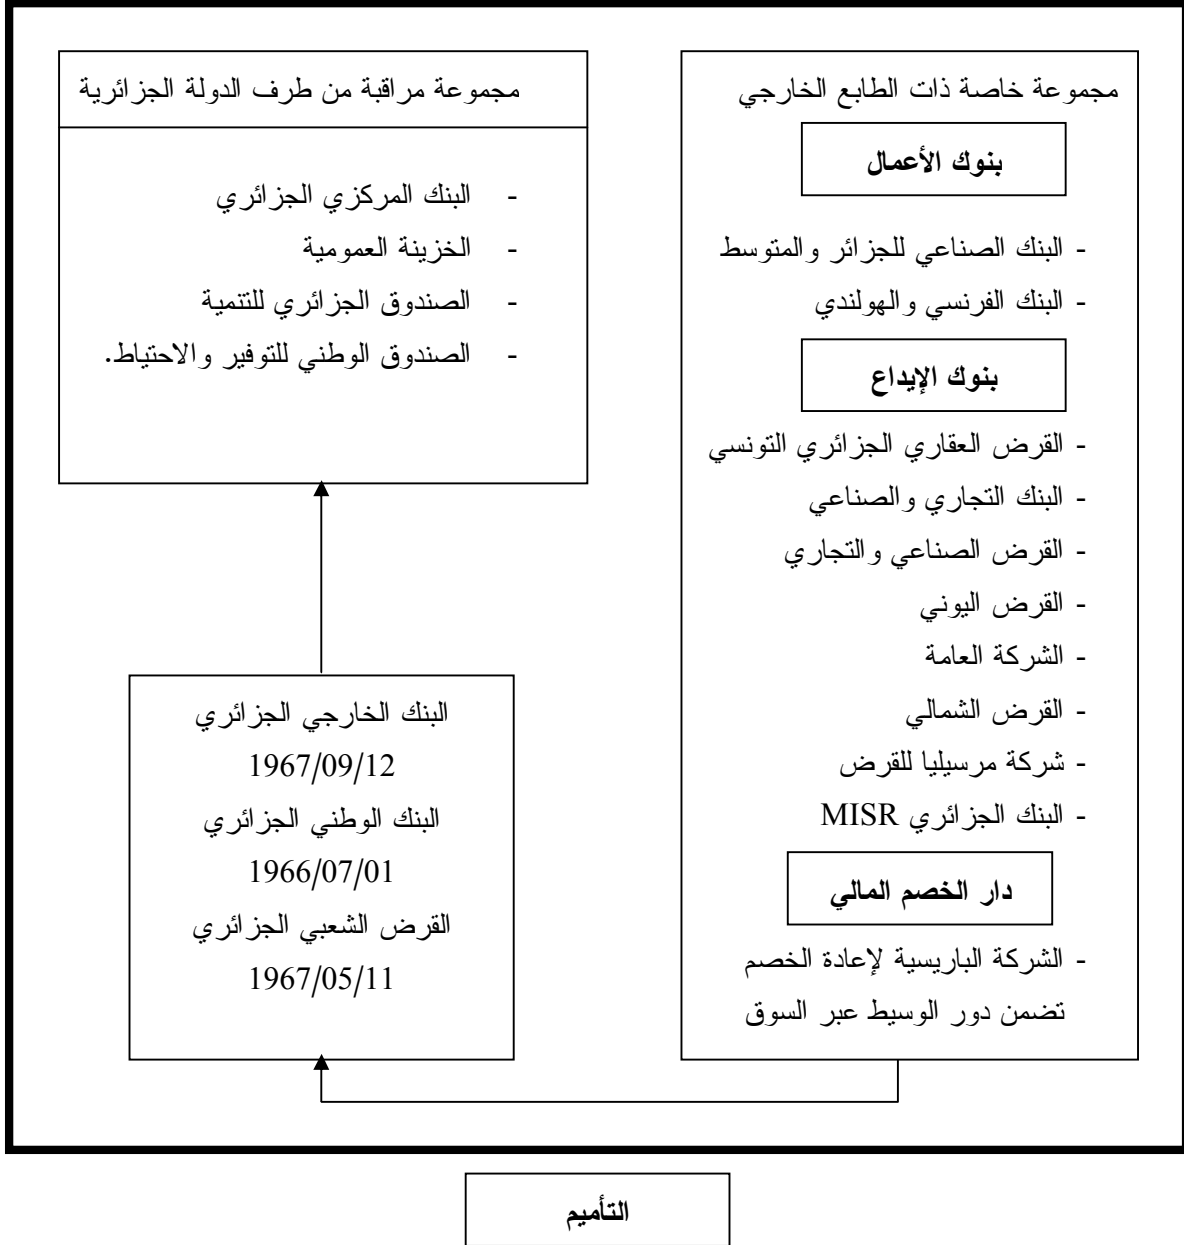 مجموعة خاصة ذات الطابع الخارجي
بنوك الأعمال
- البنك الصناعي للجزائر والمتوسط
- البنك الفرنسي والهولندي
بنوك الإيداع
- القرض العقاري الجزائري التونسي
- البنك التجاري والصناعي
- القرض الصناعي والتجاري
- القرض اليوني
- الشركة العامة
- القرض الشمالي
- شركة مرسيليا للقرض
- البنك الجزائري MISR
دار الخصم المالي
- الشركة الباريسية لإعادة الخصم
تضمن دور الوسيط عبر السوق
مجموعة مراقبة من طرف الدولة الجزائرية
- البنك المركزي الجزائري
- الخزينة العمومية
- الصندوق الجزائري للتنمية
- الصندوق الوطني للتوفير والاحتياط.
البنك الخارجي الجزائري
1967/09/12
البنك الوطني الجزائري
1966/07/01
القرض الشعبي الجزائري
1967/05/11
التأميم